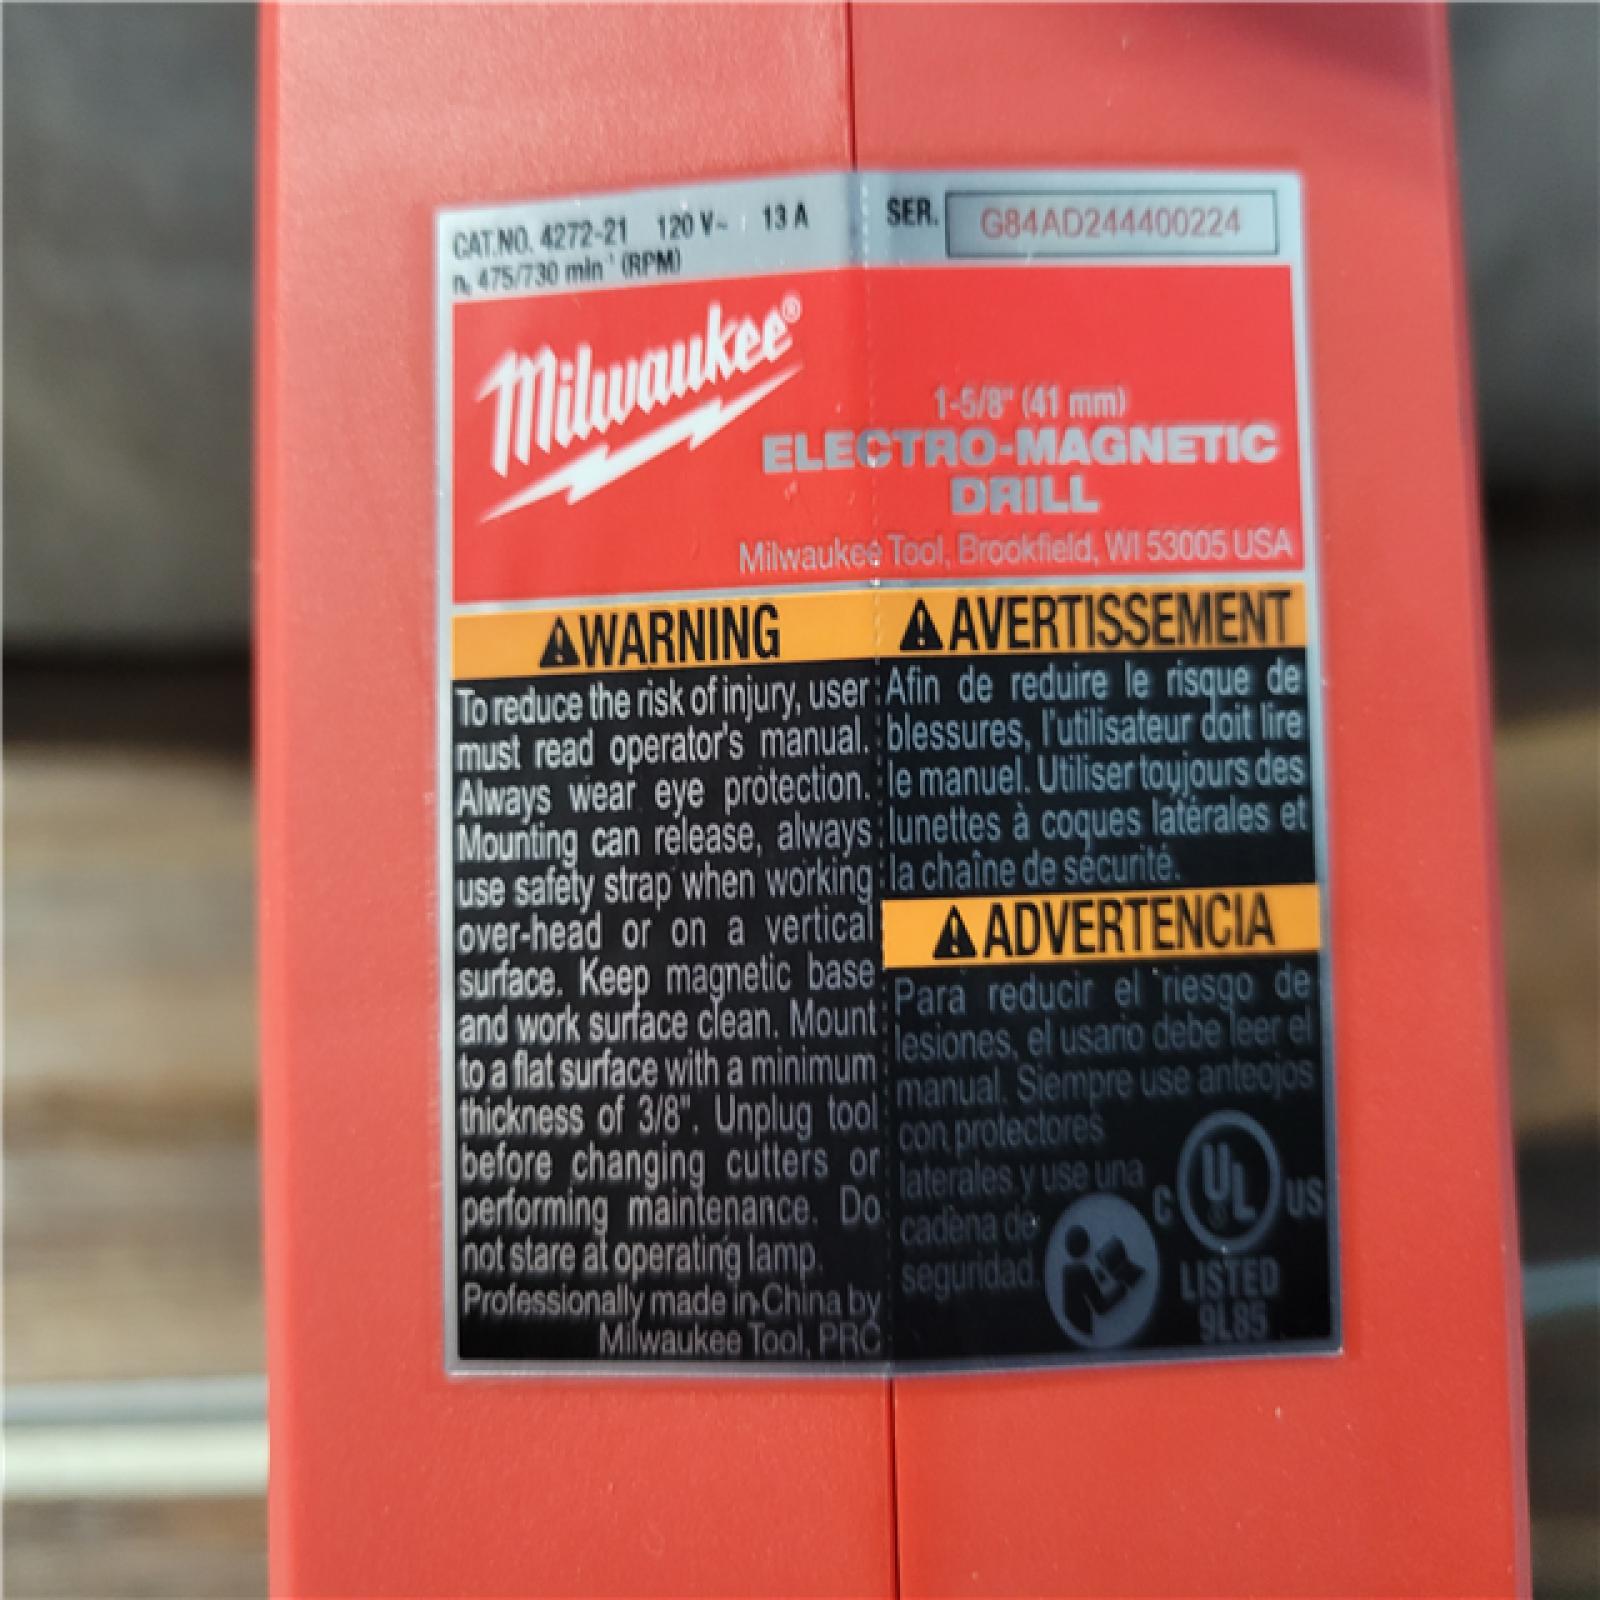 CAT.NO. 4272-21 120 V~ 13 A
n₀ 475/730 min⁻¹ (RPM)
SER. G84AD244400224
Milwaukee®
1-5/8" (41 mm)
ELECTRO-MAGNETIC
DRILL
Milwaukee Tool, Brookfield, WI 53005 USA
WARNING
To reduce the risk of injury, user
must read operator's manual.
Always wear eye protection.
Mounting can release, always
use safety strap when working
over-head or on a vertical
surface. Keep magnetic base
and work surface clean. Mount
to a flat surface with a minimum
thickness of 3/8". Unplug tool
before changing cutters or
performing maintenance. Do
not stare at operating lamp.
Professionally made in China by
Milwaukee Tool, PRC
AVERTISSEMENT
Afin de reduire le risque de
blessures, l'utilisateur doit lire
le manuel. Utiliser toujours des
lunettes à coques latérales et
la chaîne de sécurité.
ADVERTENCIA
Para reducir el riesgo de
lesiones, el usario debe leer el
manual. Siempre use anteojos
con protectores
laterales y use una
cadena de
seguridad.
C UL US
LISTED
9L85